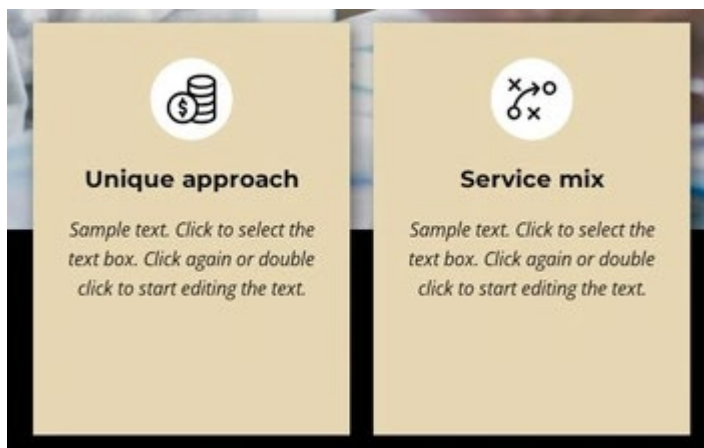 Unique approach
Sample text. Click to select the
text box. Click again or double
click to start editing the text.
Service mix
Sample text. Click to select the
text box. Click again or double
click to start editing the text.